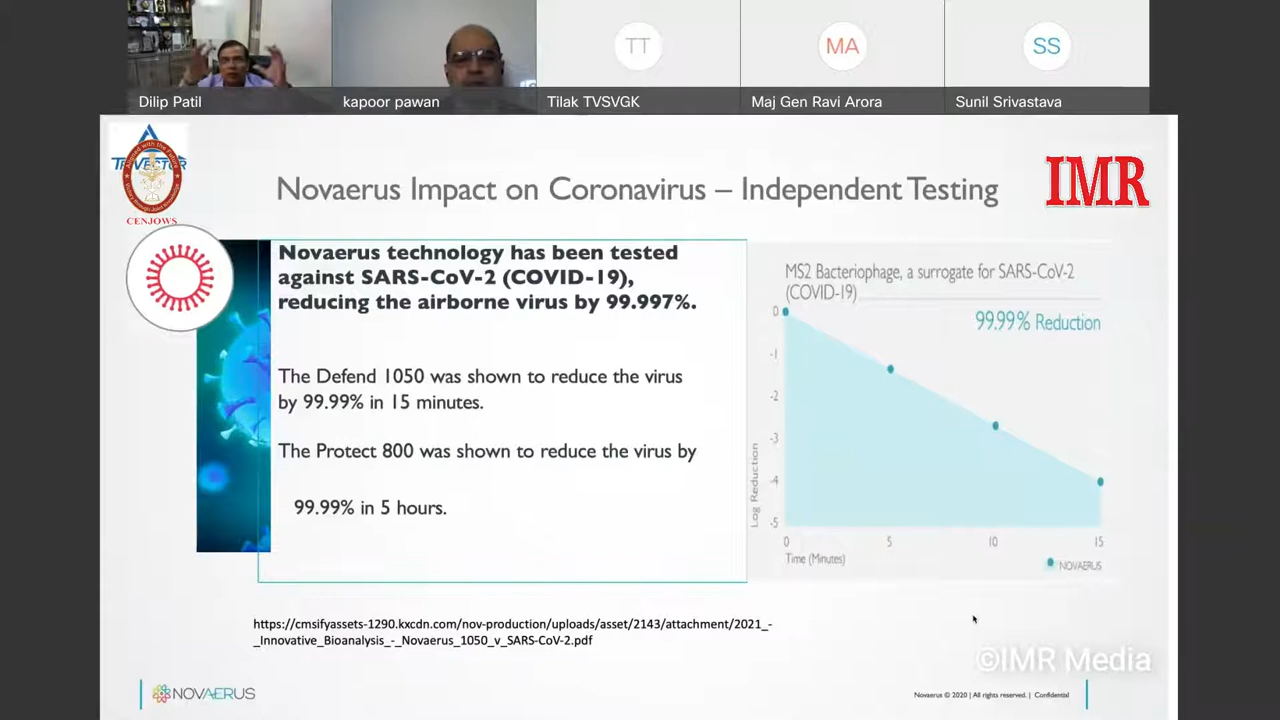 Dilip Patil
kapoor pawan
TT
Tilak TVSVGK
MA
Maj Gen Ravi Arora
SS
Sunil Srivastava
CENJOWS
Novaerus Impact on Coronavirus – Independent Testing
IMR
Novaerus technology has been tested
against SARS-CoV-2 (COVID-19),
reducing the airborne virus by 99.997%.
The Defend 1050 was shown to reduce the virus
by 99.99% in 15 minutes.
The Protect 800 was shown to reduce the virus by
99.99% in 5 hours.
MS2 Bacteriophage, a surrogate for SARS-CoV-2
(COVID-19)
99.99% Reduction
0
-1
-2
-3
-4
-5
Log Reduction
0 5 10 15
Time (Minutes)
NOVAERUS
https://cmsifyassets-1290.kxcdn.com/nov-production/uploads/asset/2143/attachment/2021_-
_Innovative_Bioanalysis_-_Novaerus_1050_v_SARS-CoV-2.pdf
©IMR Media
NOVAERUS
Novaerus © 2020 | All rights reserved. | Confidential